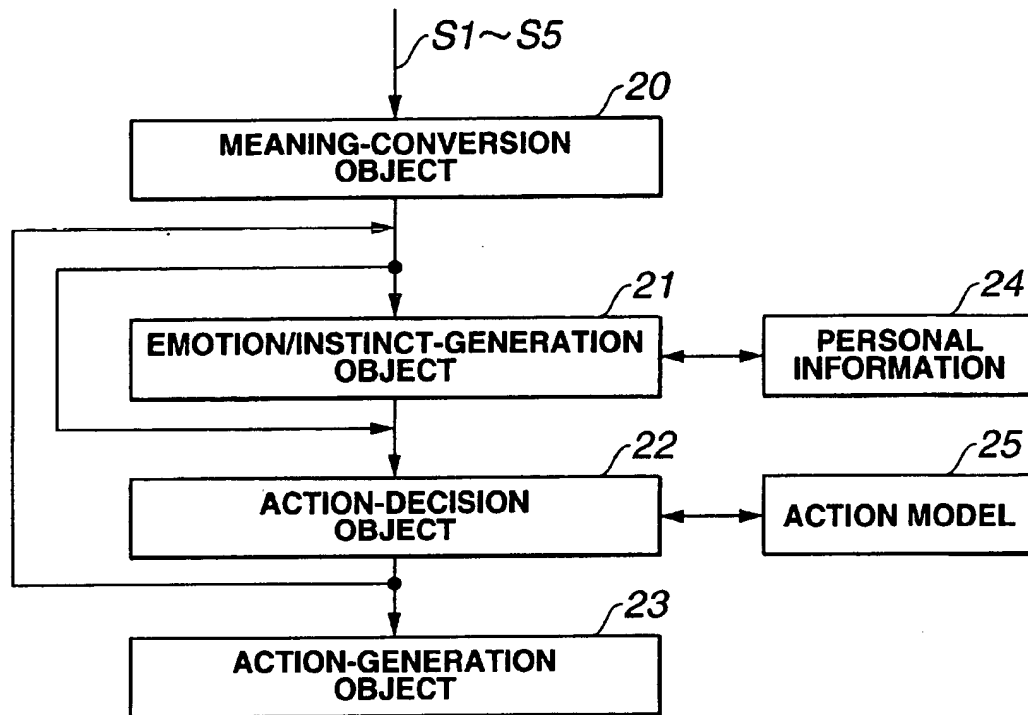 S1~S5
20
MEANING-CONVERSION
OBJECT
21
EMOTION/INSTINCT-GENERATION
OBJECT
24
PERSONAL
INFORMATION
22
ACTION-DECISION
OBJECT
25
ACTION MODEL
23
ACTION-GENERATION
OBJECT